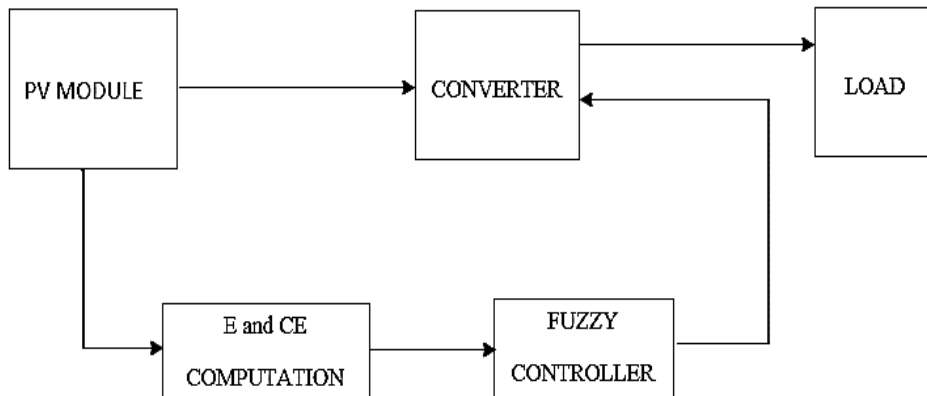 PV MODULE
CONVERTER
LOAD
E and CE
COMPUTATION
FUZZY
CONTROLLER